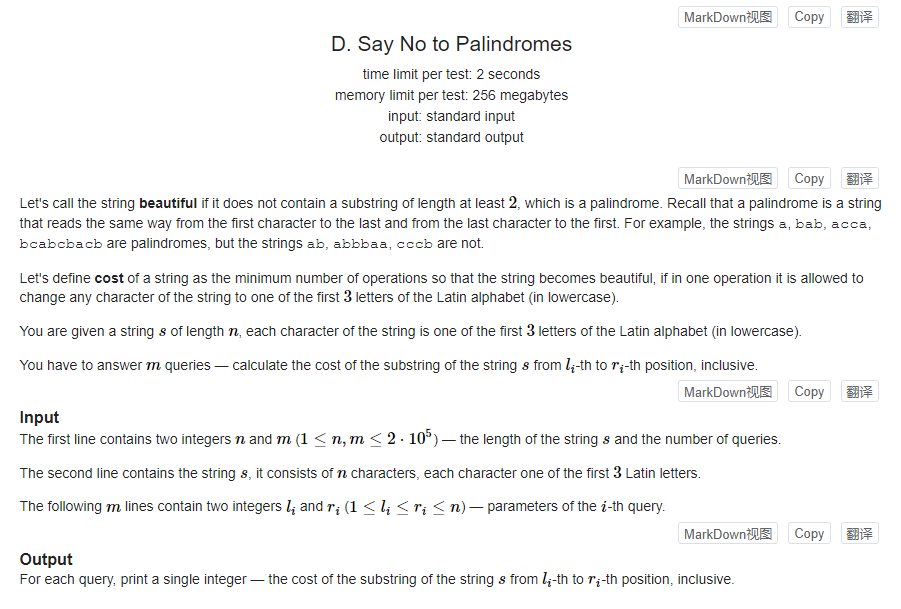 MarkDown视图 Copy 翻译
D. Say No to Palindromes
time limit per test: 2 seconds
memory limit per test: 256 megabytes
input: standard input
output: standard output
MarkDown视图 Copy 翻译
Let's call the string beautiful if it does not contain a substring of length at least 2, which is a palindrome. Recall that a palindrome is a string
that reads the same way from the first character to the last and from the last character to the first. For example, the strings a, bab, acca,
bcabcbacb are palindromes, but the strings ab, abbbaa, cccb are not.
Let's define cost of a string as the minimum number of operations so that the string becomes beautiful, if in one operation it is allowed to
change any character of the string to one of the first 3 letters of the Latin alphabet (in lowercase).
You are given a string s of length n, each character of the string is one of the first 3 letters of the Latin alphabet (in lowercase).
You have to answer m queries — calculate the cost of the substring of the string s from l_i-th to r_i-th position, inclusive.
MarkDown视图 Copy 翻译
Input
The first line contains two integers n and m (1 ≤ n, m ≤ 2 · 10^5) — the length of the string s and the number of queries.
The second line contains the string s, it consists of n characters, each character one of the first 3 Latin letters.
The following m lines contain two integers l_i and r_i (1 ≤ l_i ≤ r_i ≤ n) — parameters of the i-th query.
MarkDown视图 Copy 翻译
Output
For each query, print a single integer — the cost of the substring of the string s from l_i-th to r_i-th position, inclusive.